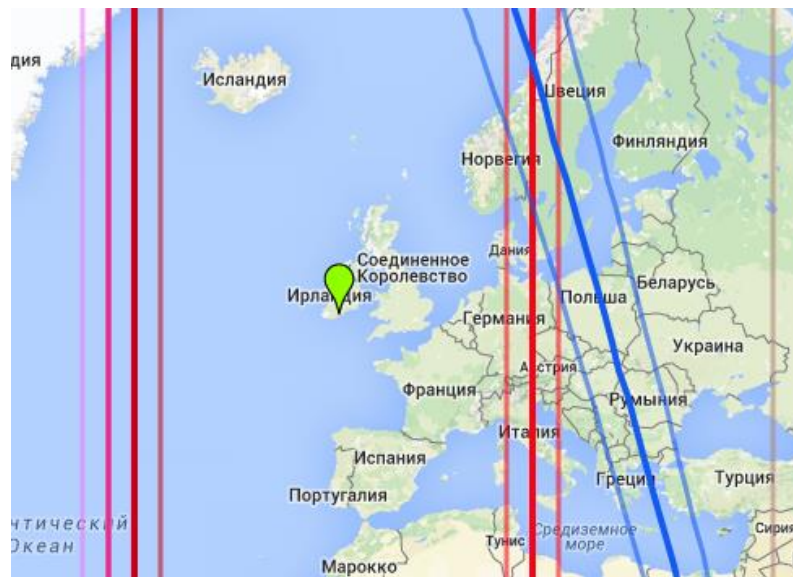 дия
Исландия
Швеция
Финляндия
Норвегия
Дания
Соединенное
Королевство
Ирландия
Беларусь
Польша
Германия
Украина
Австрия
Франция
Румыния
Италия
Испания
Греция
Турция
Португалия
нтический
Океан
Средиземное
море
Тунис
Сирия
Марокко